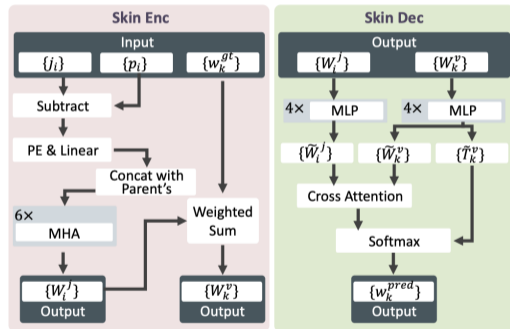 Skin Enc
Input
{j_i} {p_i} {w_k^{gt}}
Subtract
PE & Linear
Concat with
Parent's
6×
MHA
Weighted
Sum
{W_i^j} {W_k^v}
Output Output
Skin Dec
Output
{W_i^j} {W_k^v}
4× MLP 4× MLP
{W̃_i^j} {W̃_k^v} {T̃_k^v}
Cross Attention
Softmax
{w_k^{pred}}
Output